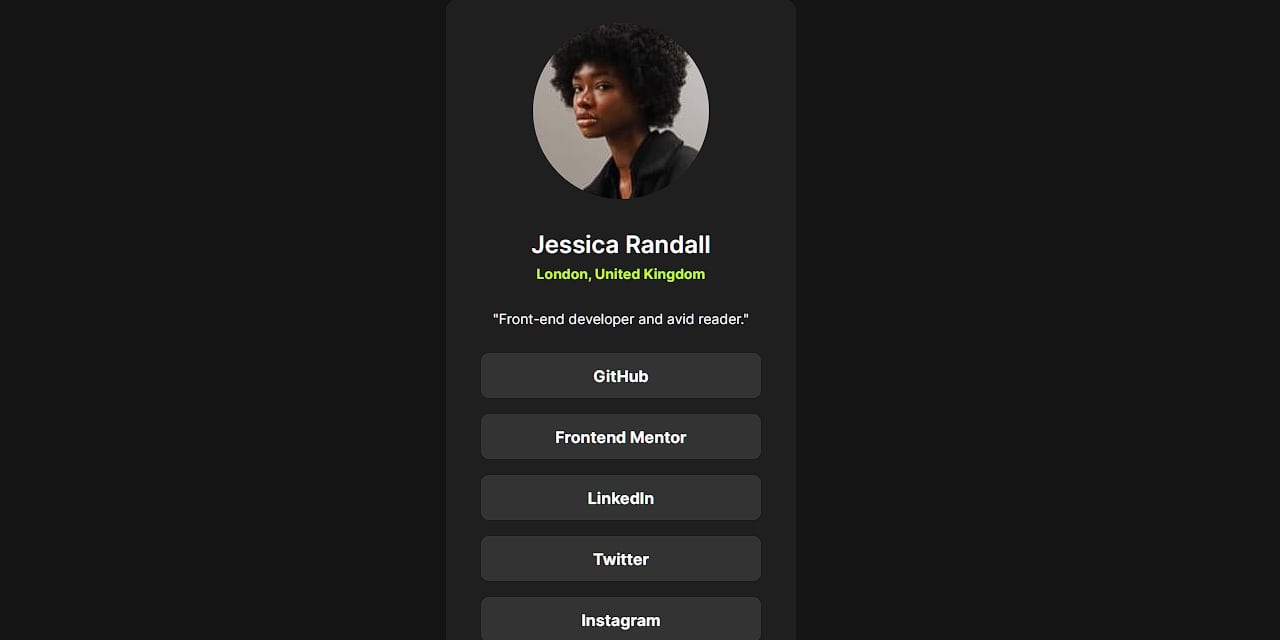 Jessica Randall
London, United Kingdom
"Front-end developer and avid reader."
GitHub
Frontend Mentor
LinkedIn
Twitter
Instagram